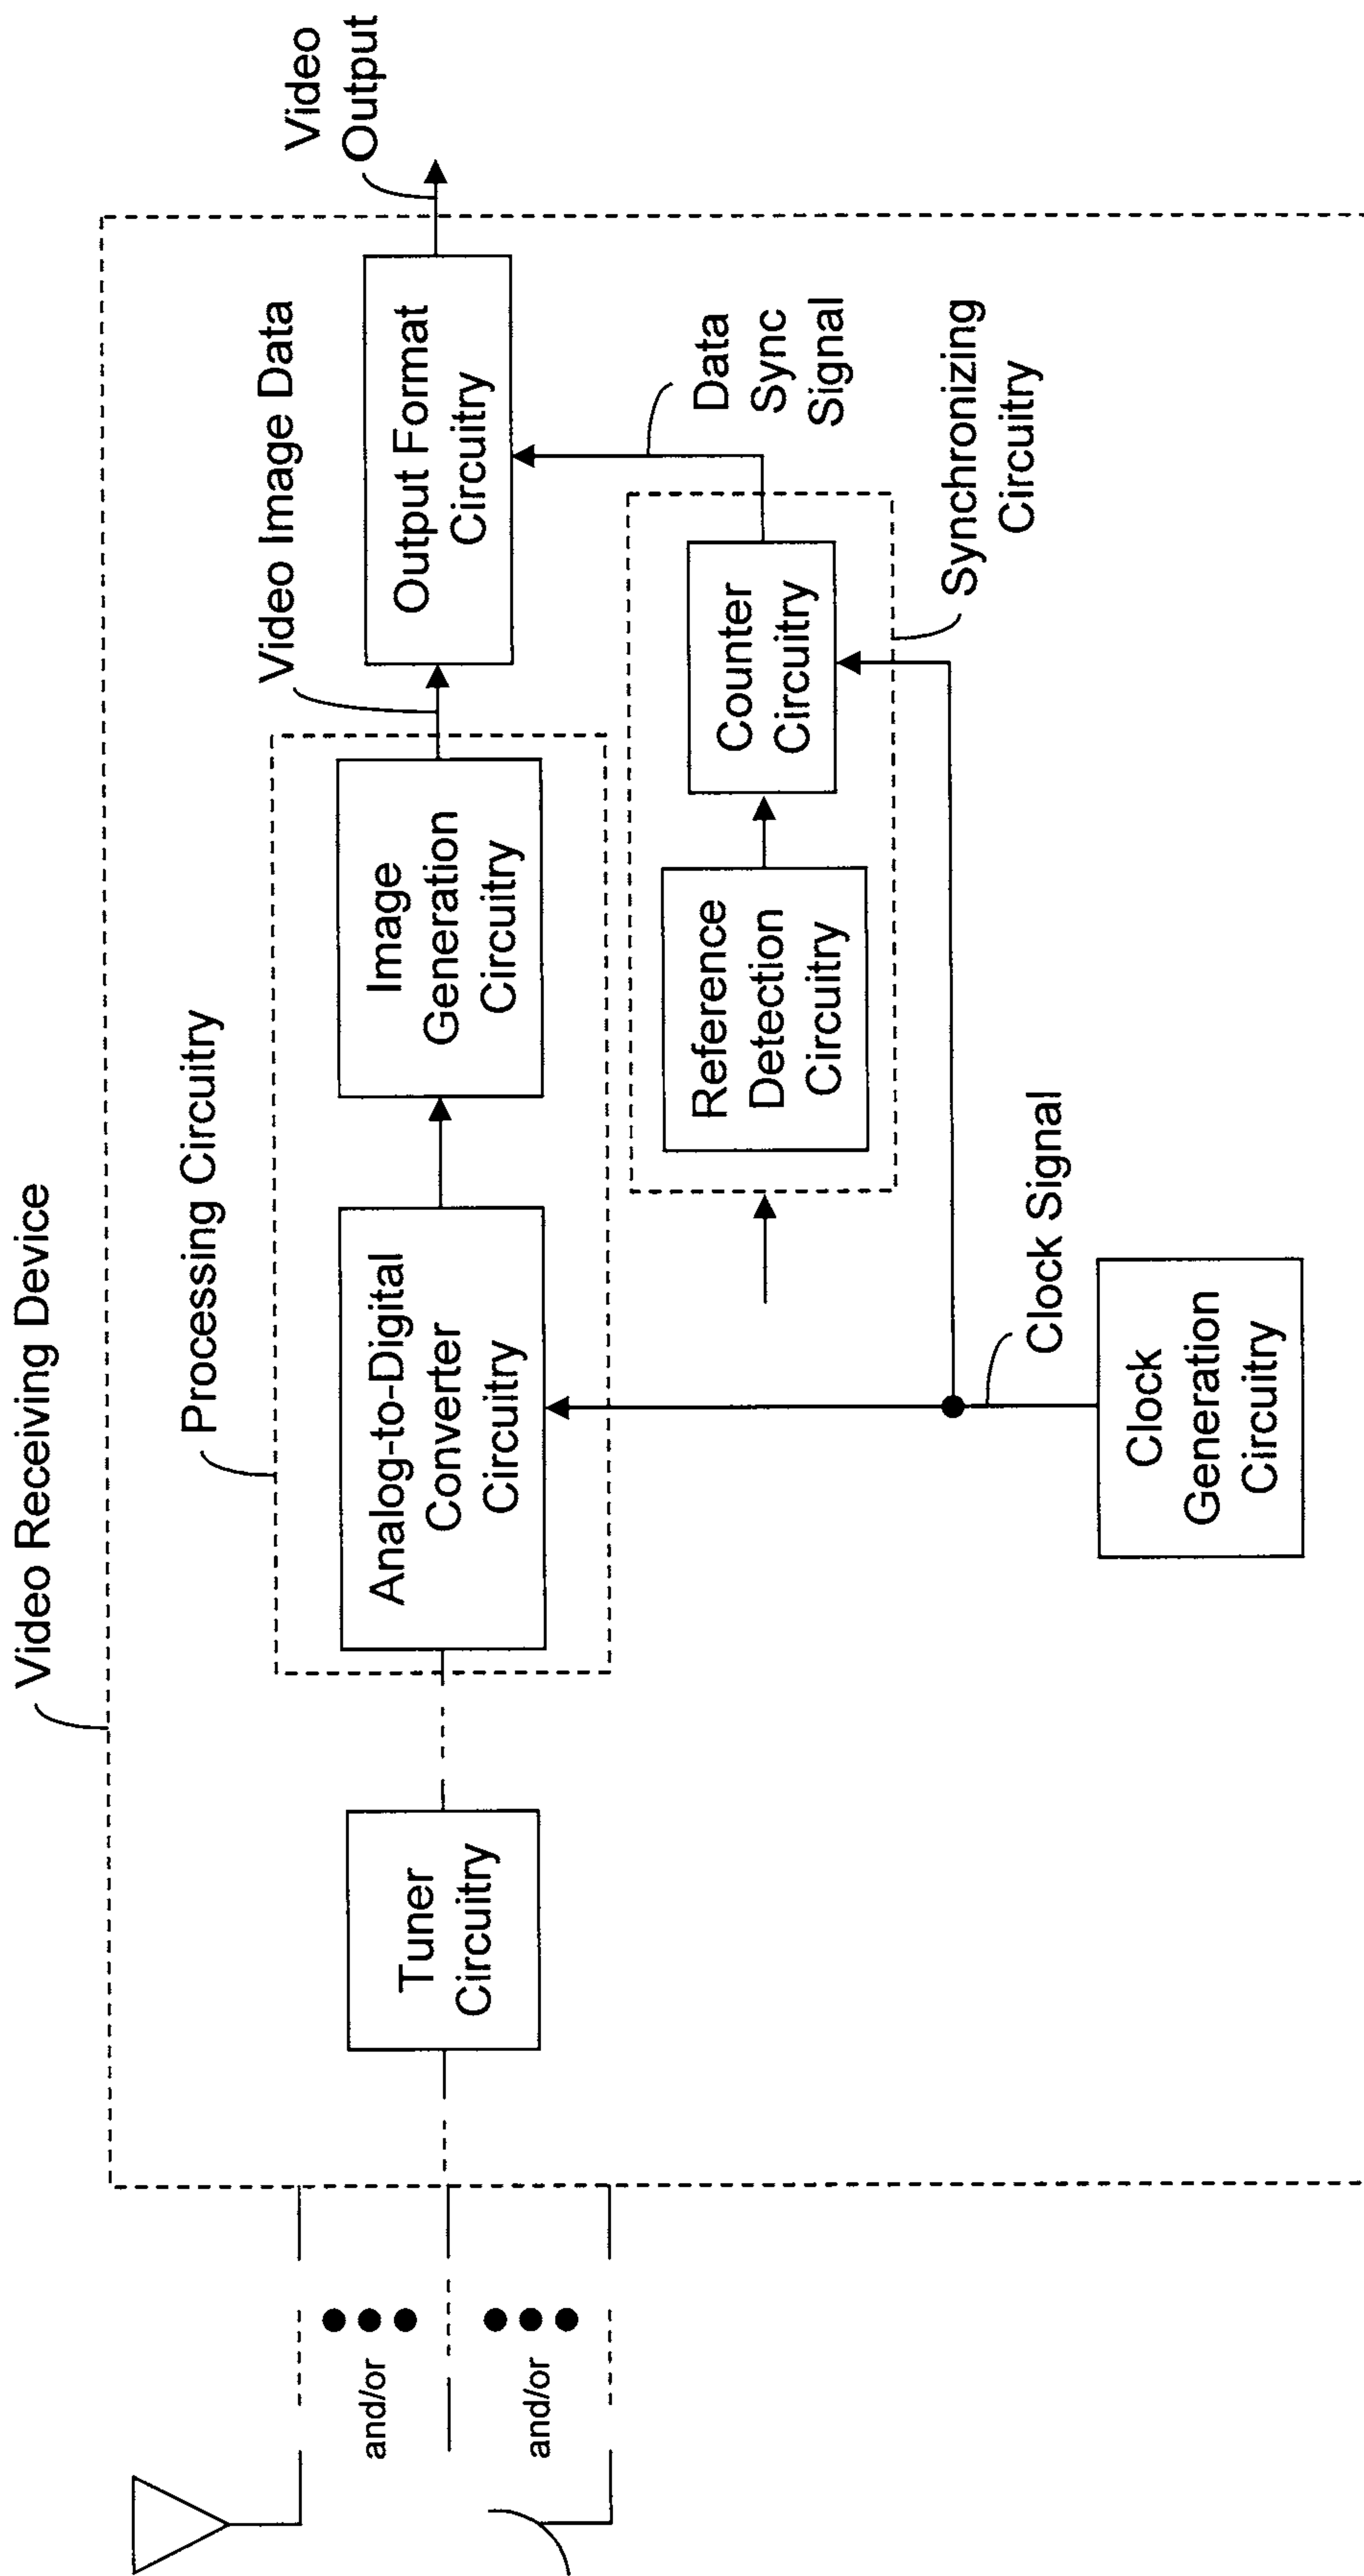 Video Receiving Device
Processing Circuitry
Video Image Data
Video
Output
and/or
and/or
Tuner
Circuitry
Analog-to-Digital
Converter
Circuitry
Image
Generation
Circuitry
Output Format
Circuitry
Reference
Detection
Circuitry
Counter
Circuitry
Data
Sync
Signal
Synchronizing
Circuitry
Clock Signal
Clock
Generation
Circuitry